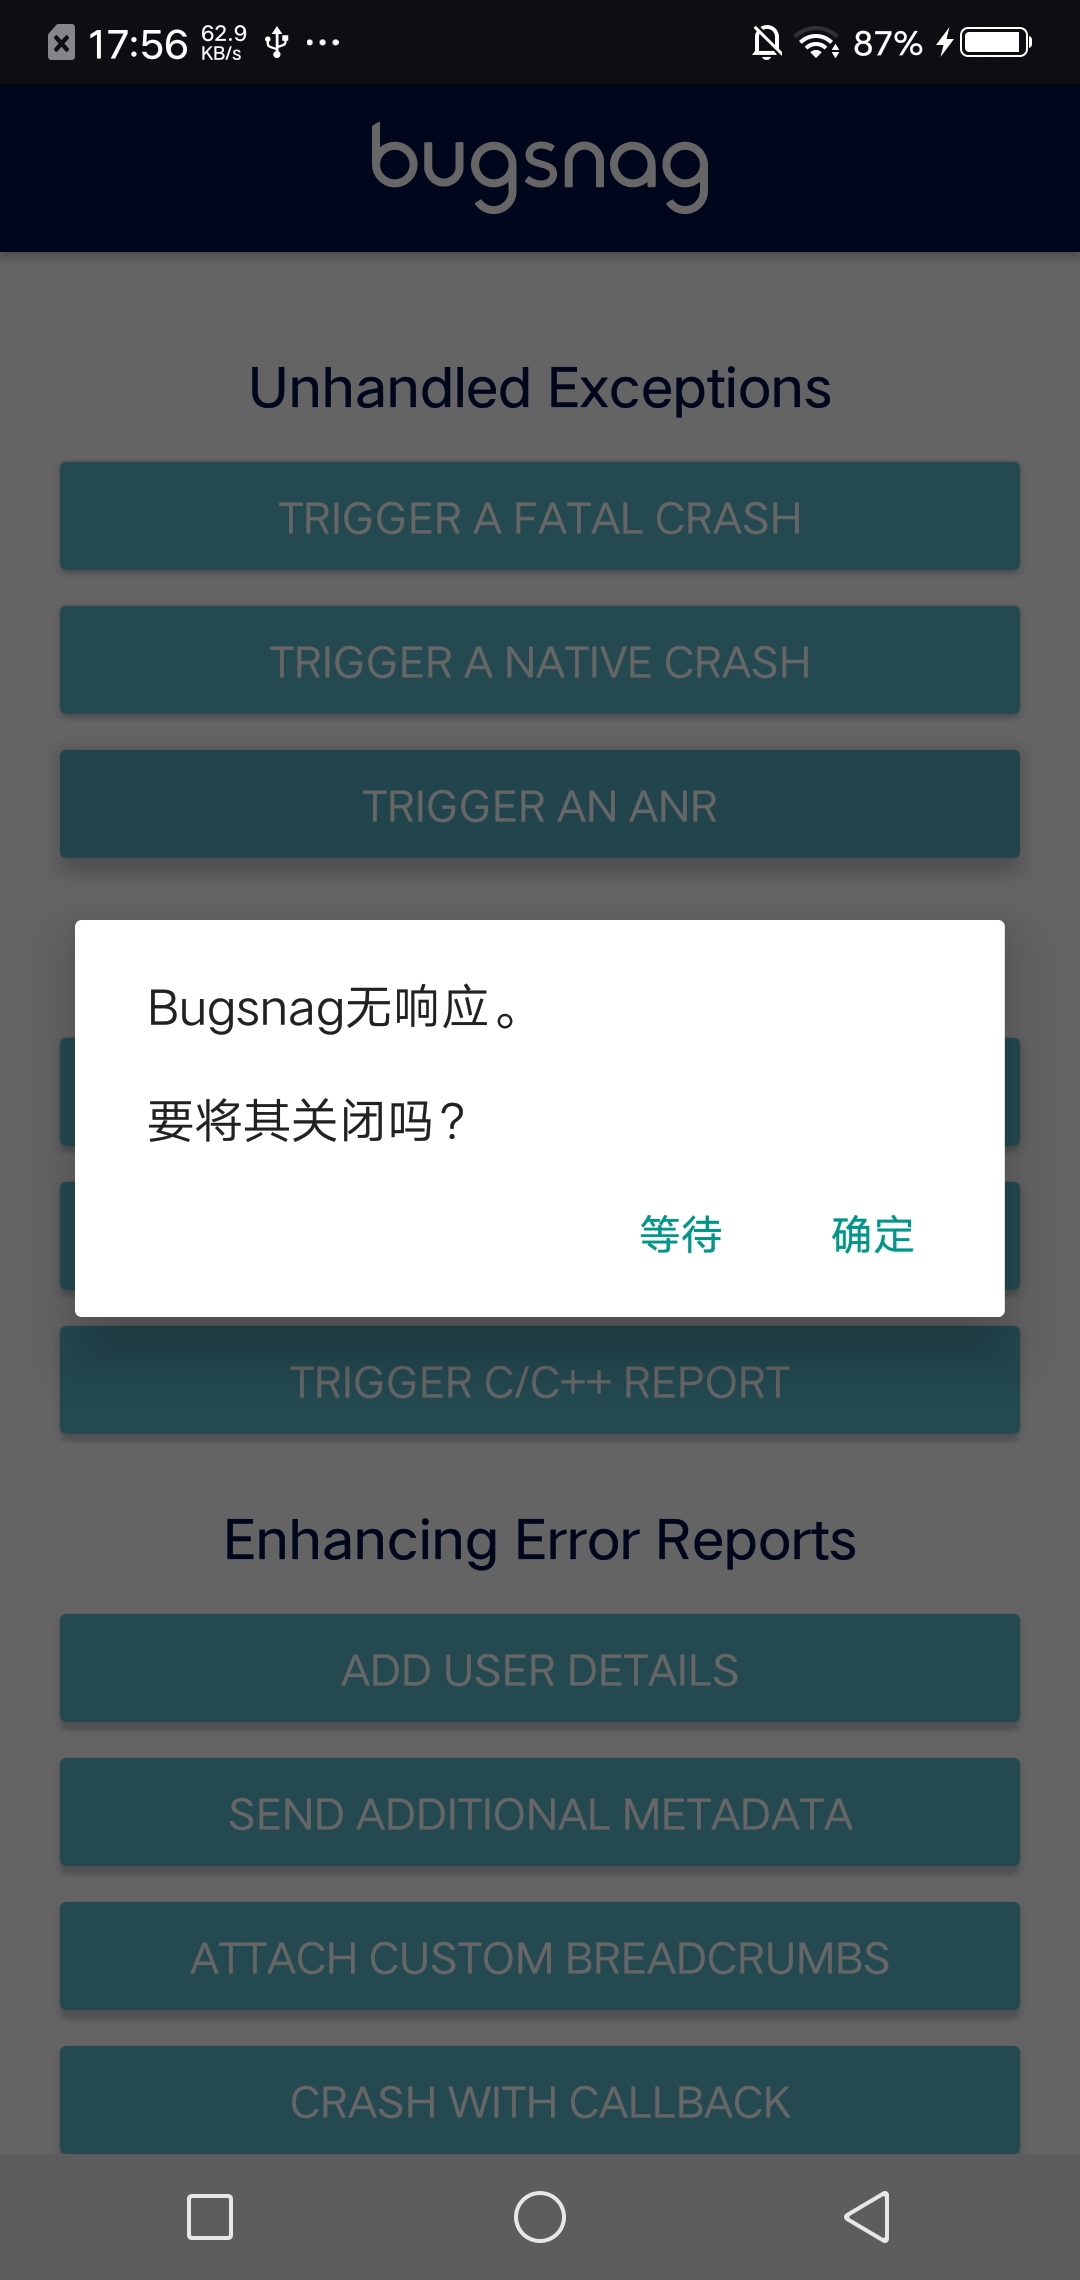 17:56 62.9 KB/s 87%
bugsnag
Unhandled Exceptions
TRIGGER A FATAL CRASH
TRIGGER A NATIVE CRASH
TRIGGER AN ANR
Bugsnag无响应。
要将其关闭吗？
等待 确定
TRIGGER C/C++ REPORT
Enhancing Error Reports
ADD USER DETAILS
SEND ADDITIONAL METADATA
ATTACH CUSTOM BREADCRUMBS
CRASH WITH CALLBACK